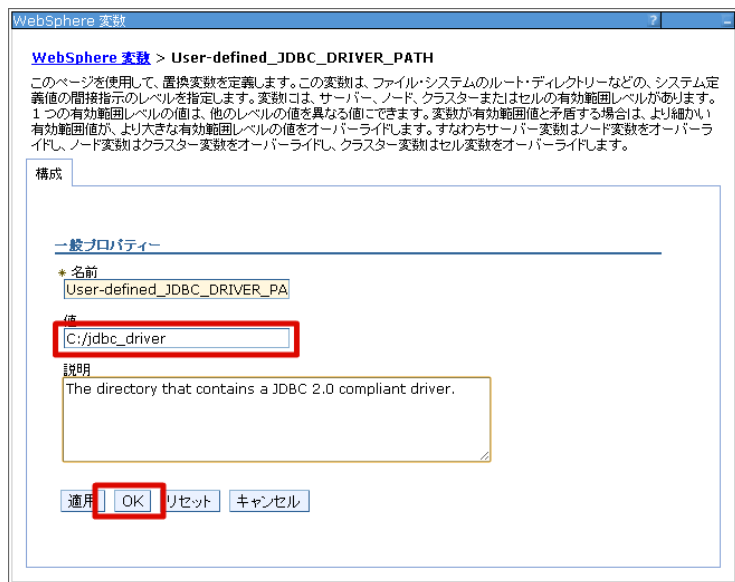 WebSphere 変数
?
WebSphere 変数 > User-defined_JDBC_DRIVER_PATH
このページを使用して、置換変数を定義します。この変数は、ファイル・システムのルート・ディレクトリーなどの、システム定
義値の間接指示のレベルを指定します。変数には、サーバー、ノード、クラスターまたはセルの有効範囲レベルがあります。
1 つの有効範囲レベルの値は、他のレベルの値を異なる値にできます。変数が有効範囲値と矛盾する場合は、より細かい
有効範囲値が、より大きな有効範囲レベルの値をオーバーライドします。すなわちサーバー変数はノード変数をオーバーラ
イドし、ノード変数はクラスター変数をオーバーライドし、クラスター変数はセル変数をオーバーライドします。
構成
一般プロパティー
* 名前
User-defined_JDBC_DRIVER_PA
値
C:/jdbc_driver
説明
The directory that contains a JDBC 2.0 compliant driver.
適用 OK リセット キャンセル